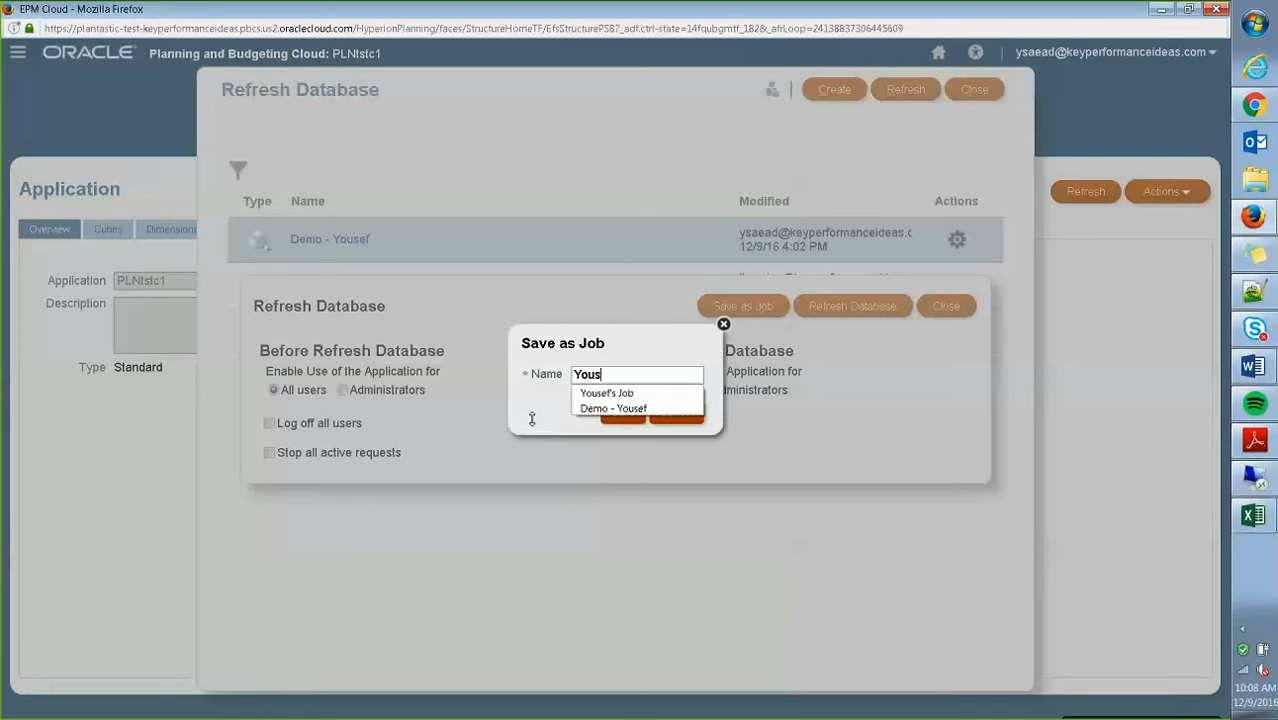 EPM Cloud - Mozilla Firefox
https://plantastic-test-keyperformanceideas.pbcs.us2.oraclecloud.com/HyperionPlanning/faces/StructureHomeTF/EfsStructurePSB?_adf.ctrl-state=14fqubgmtf_182&_afrLoop=24138837306445609
ORACLE Planning and Budgeting Cloud: PLNtstc1 ysaead@keyperformanceideas.com
Refresh Database Create Refresh Close
Application Refresh Actions
Overview Cubes Dimensions
Type Name Modified Actions
Demo - Yousef ysaead@keyperformanceideas.c
12/9/16 4:02 PM
Application PLNtstc1
Description
Type Standard
Refresh Database Save as Job Refresh Database Close
Before Refresh Database Database
Enable Use of the Application for Application for
All users Administrators dministrators
Log off all users
Stop all active requests
Save as Job
* Name Yous
Yousef's Job
Demo - Yousef
10:08 AM
12/9/2016